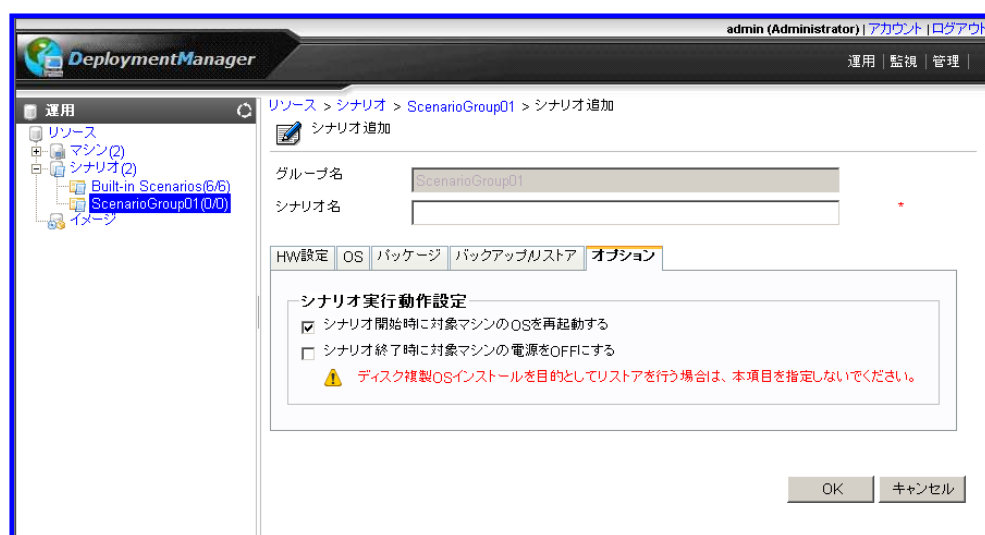 admin (Administrator) | アカウント | ログアウト
DeploymentManager
運用 | 監視 | 管理 |
運用
リソース
マシン(2)
シナリオ(2)
Built-in Scenarios(6/6)
ScenarioGroup01(0/0)
イメージ
リソース > シナリオ > ScenarioGroup01 > シナリオ追加
シナリオ追加
グループ名 ScenarioGroup01
シナリオ名 *
HW設定 OS パッケージ バックアップ/リストア オプション
シナリオ実行動作設定
シナリオ開始時に対象マシンのOSを再起動する
シナリオ終了時に対象マシンの電源をOFFにする
ディスク複製OSインストールを目的としてリストアを行う場合は、本項目を指定しないでください。
OK キャンセル